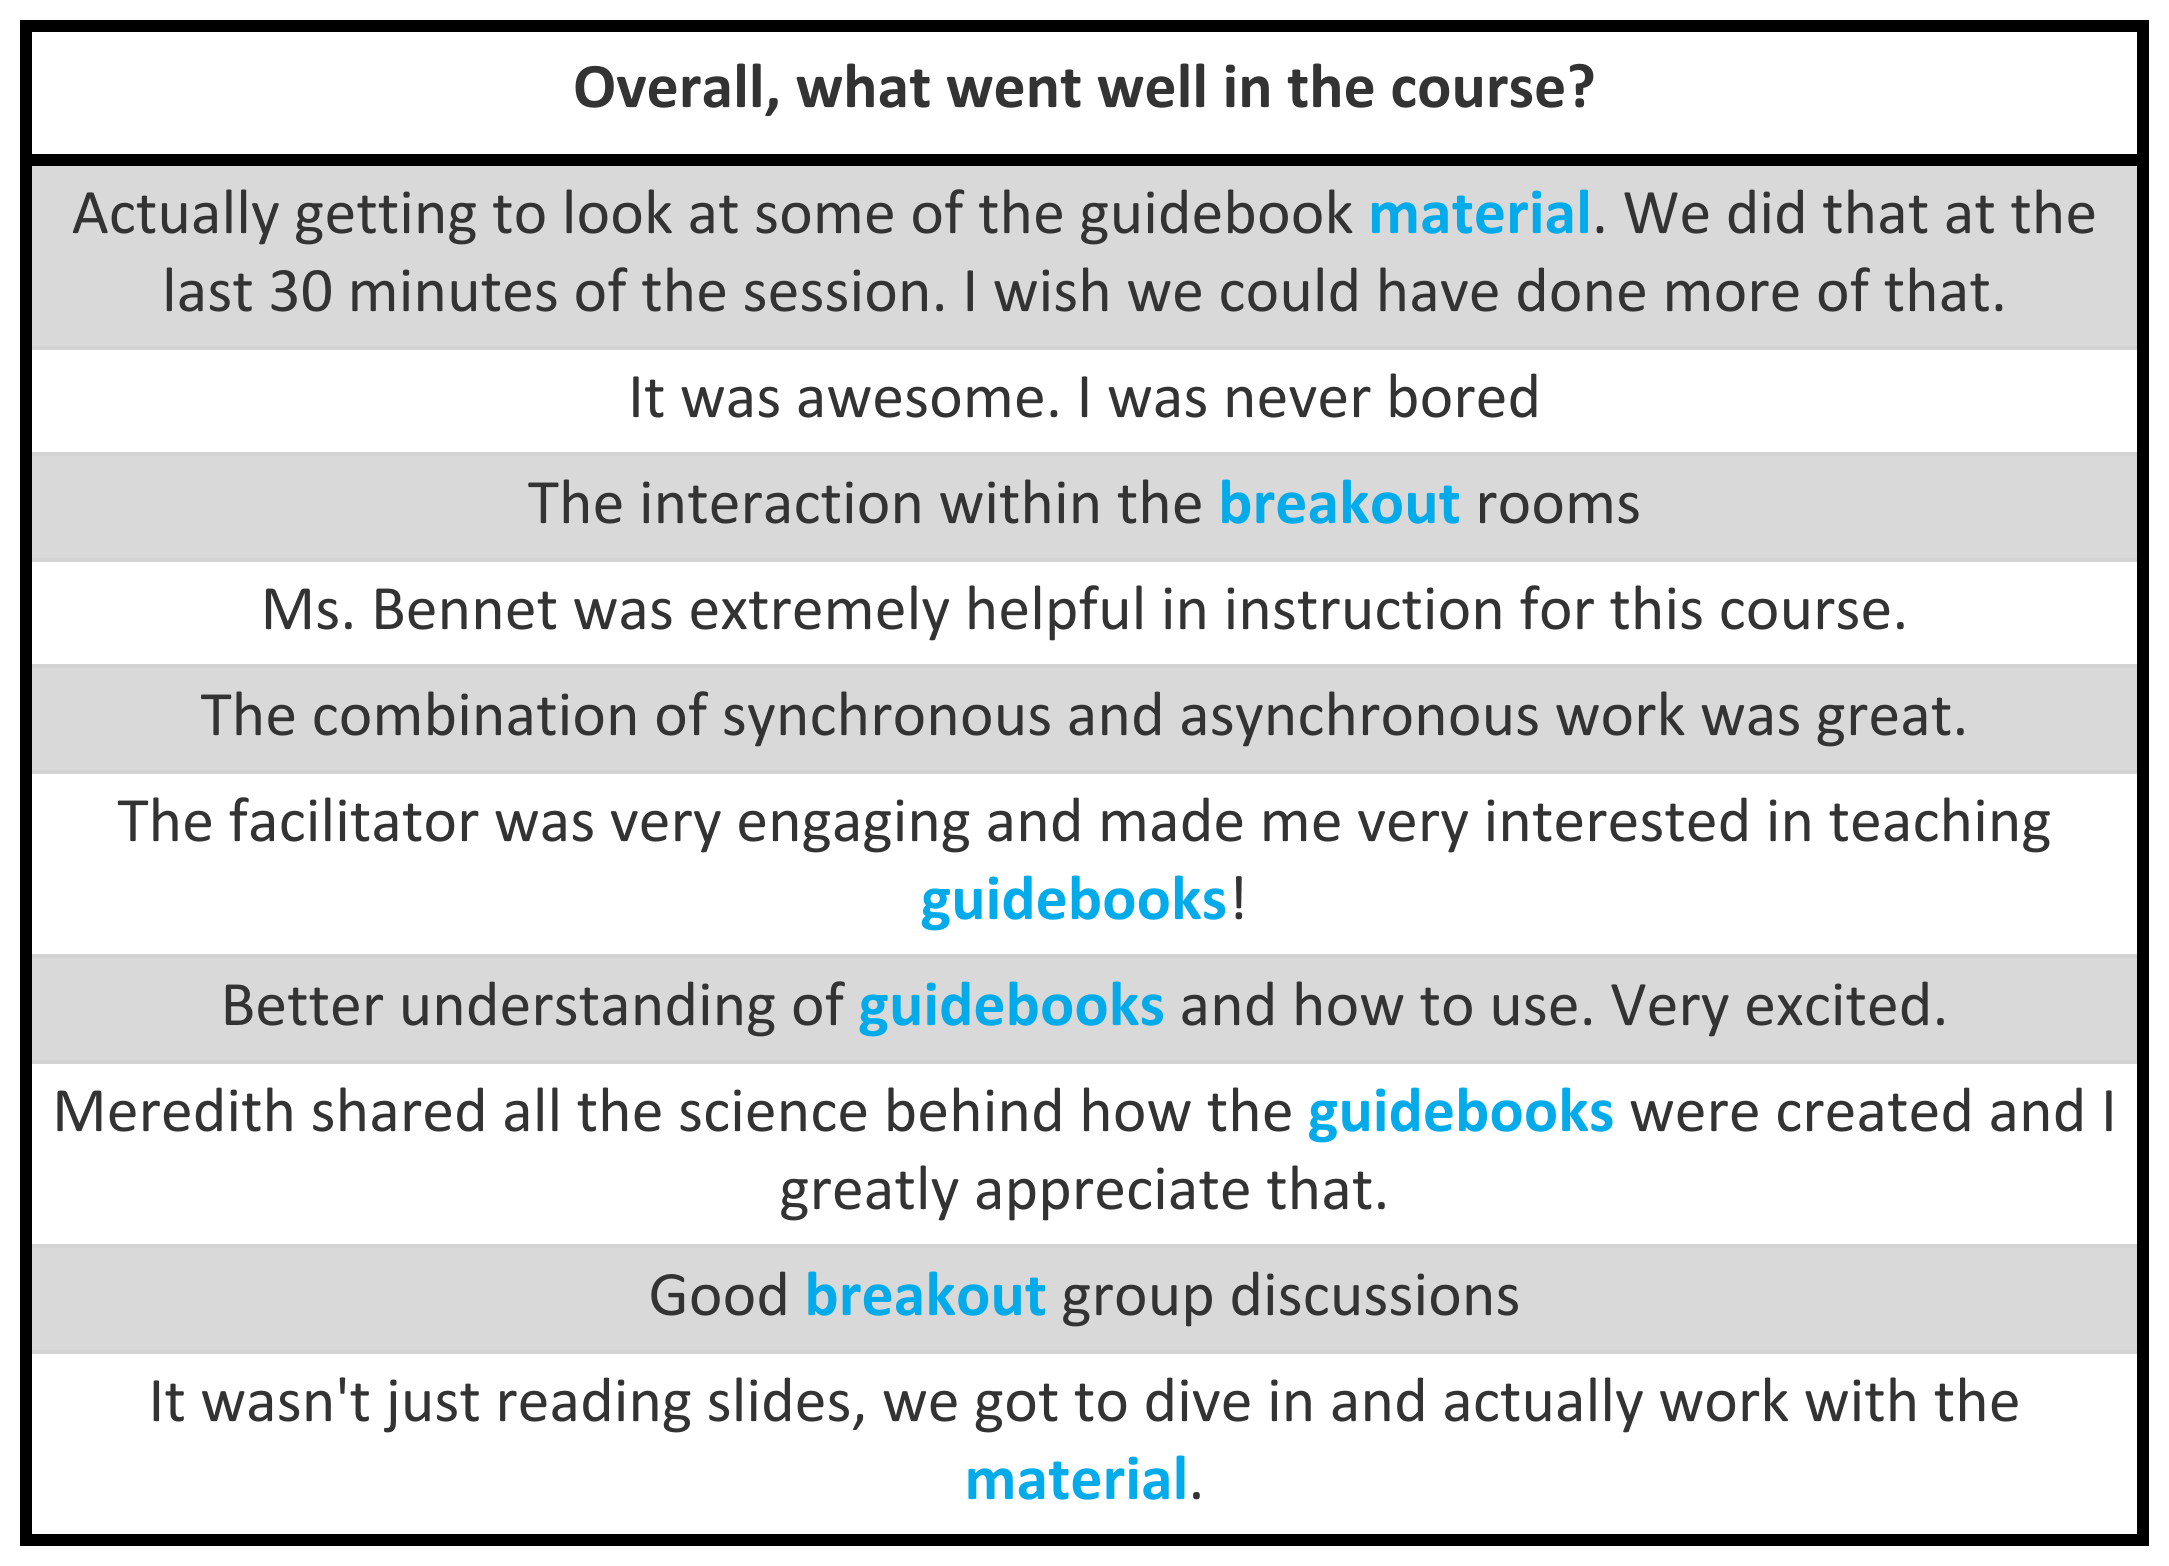 Overall, what went well in the course?
Actually getting to look at some of the guidebook material. We did that at the
last 30 minutes of the session. I wish we could have done more of that.
It was awesome. I was never bored
The interaction within the breakout rooms
Ms. Bennet was extremely helpful in instruction for this course.
The combination of synchronous and asynchronous work was great.
The facilitator was very engaging and made me very interested in teaching
guidebooks!
Better understanding of guidebooks and how to use. Very excited.
Meredith shared all the science behind how the guidebooks were created and I
greatly appreciate that.
Good breakout group discussions
It wasn't just reading slides, we got to dive in and actually work with the
material.